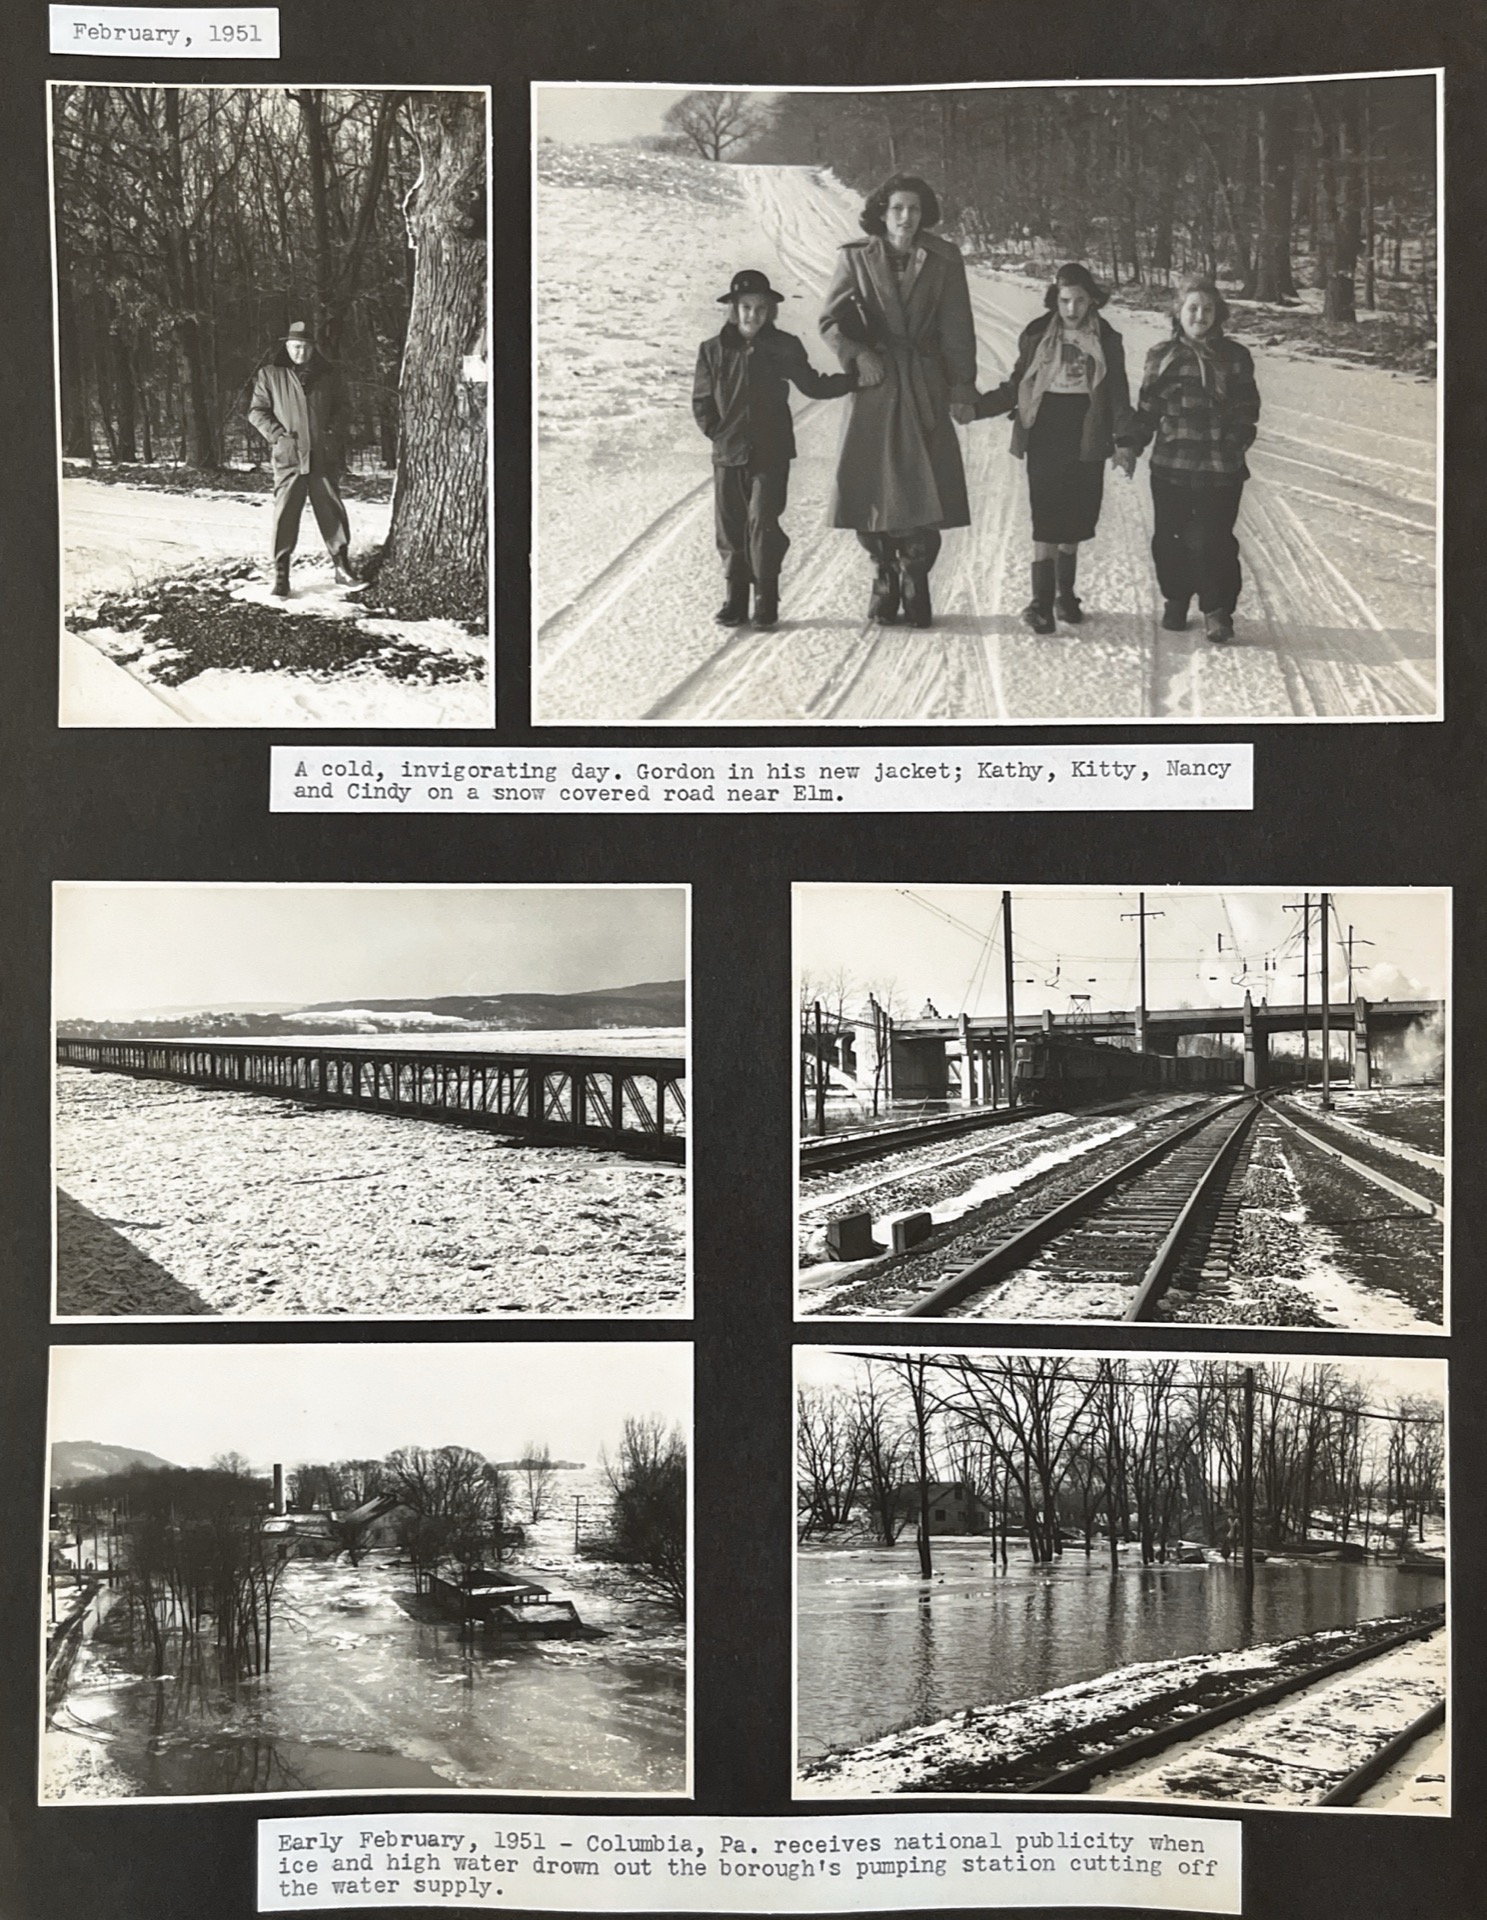 February, 1951
A cold, invigorating day. Gordon in his new jacket; Kathy, Kitty, Nancy
and Cindy on a snow covered road near Elm.
Early February, 1951 - Columbia, Pa. receives national publicity when
ice and high water drown out the borough's pumping station cutting off
the water supply.